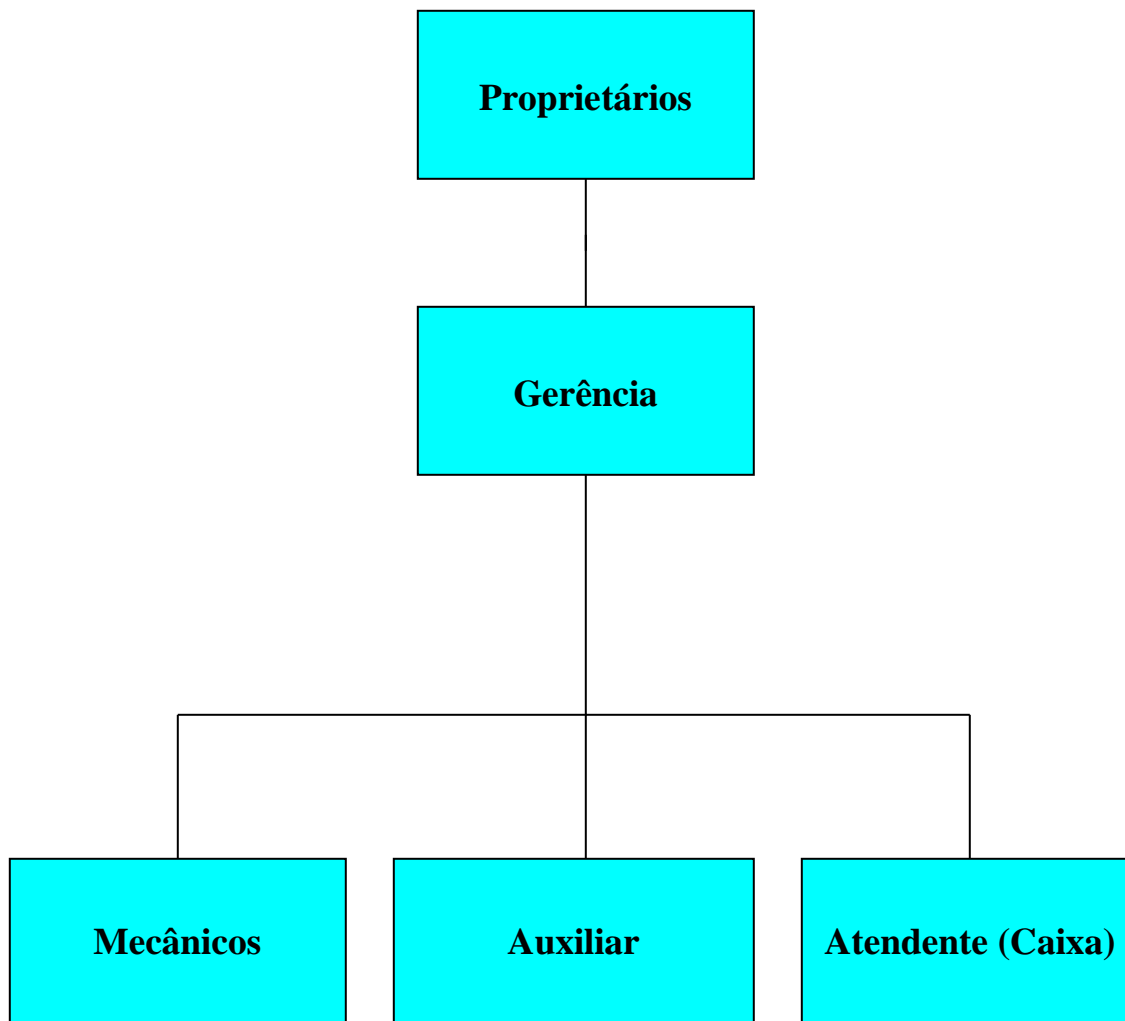 Proprietários
Gerência
Mecânicos
Auxiliar
Atendente (Caixa)